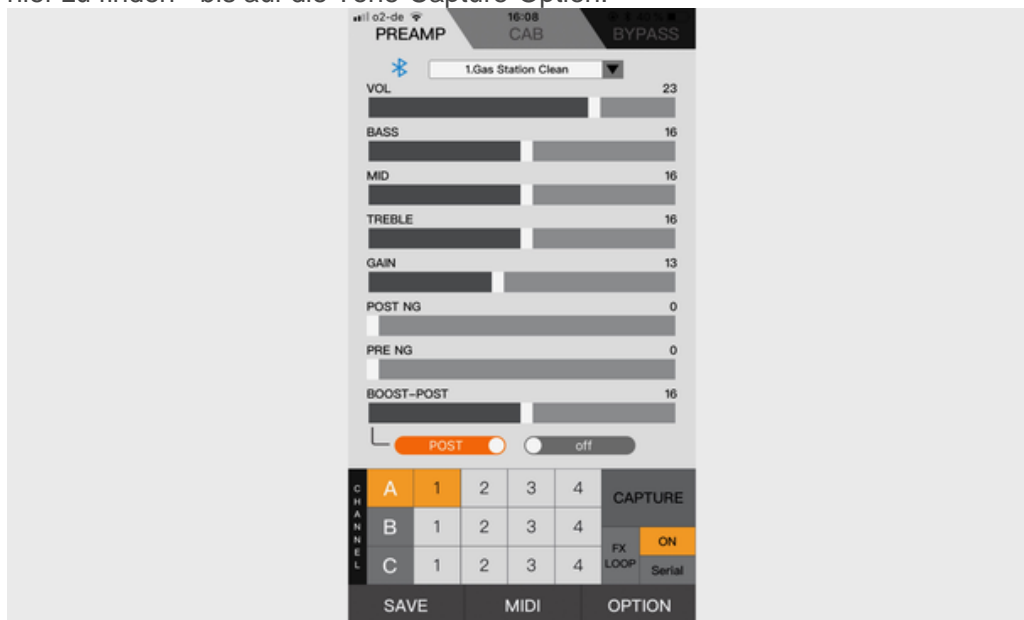 hier zu finden - bis auf die Tone Capture Option.
o2-de 16:08
PREAMP CAB BYPASS
1.Gas Station Clean
VOL 23
BASS 16
MID 16
TREBLE 16
GAIN 13
POST NG 0
PRE NG 0
BOOST-POST 16
POST off
CHANNEL
A 1 2 3 4 CAPTURE
B 1 2 3 4
FX LOOP ON
C 1 2 3 4 Serial
SAVE MIDI OPTION